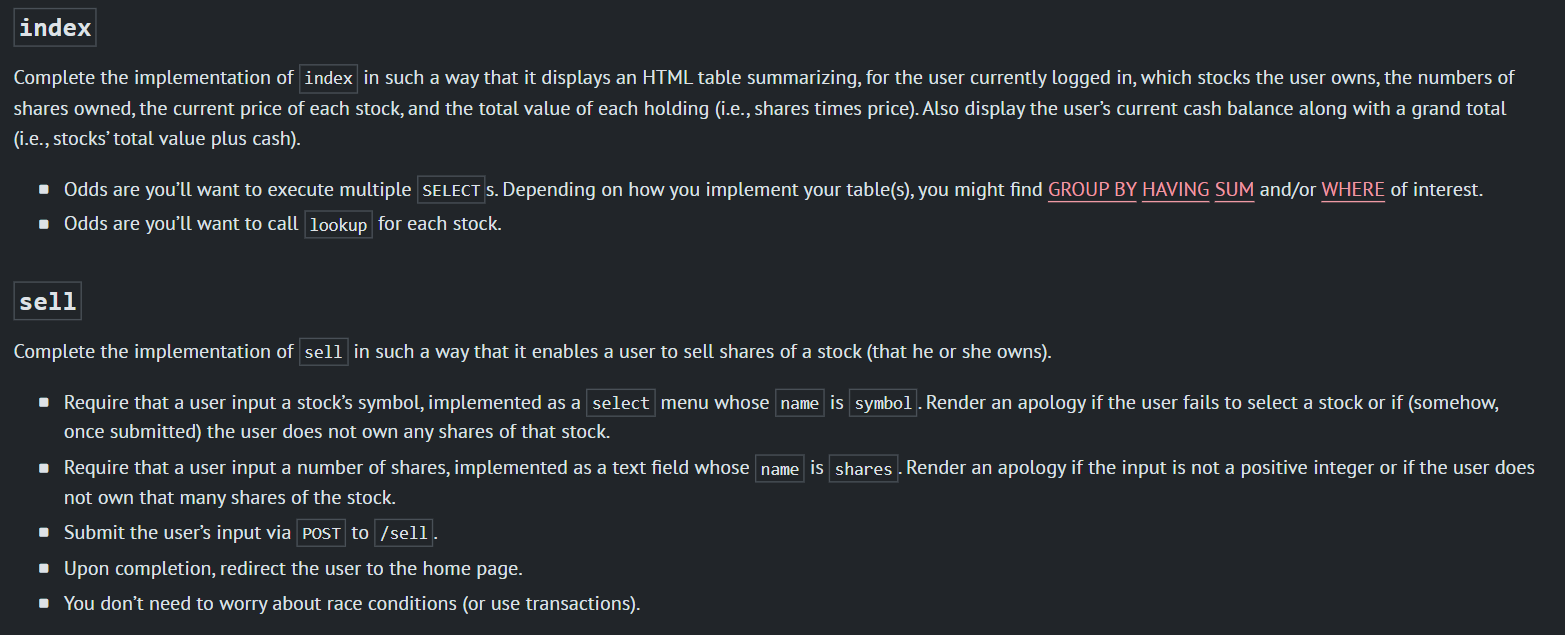 index
Complete the implementation of index in such a way that it displays an HTML table summarizing, for the user currently logged in, which stocks the user owns, the numbers of
shares owned, the current price of each stock, and the total value of each holding (i.e., shares times price). Also display the user’s current cash balance along with a grand total
(i.e., stocks’ total value plus cash).
Odds are you’ll want to execute multiple SELECTs. Depending on how you implement your table(s), you might find GROUP BY HAVING SUM and/or WHERE of interest.
Odds are you’ll want to call lookup for each stock.
sell
Complete the implementation of sell in such a way that it enables a user to sell shares of a stock (that he or she owns).
Require that a user input a stock’s symbol, implemented as a select menu whose name is symbol. Render an apology if the user fails to select a stock or if (somehow,
once submitted) the user does not own any shares of that stock.
Require that a user input a number of shares, implemented as a text field whose name is shares. Render an apology if the input is not a positive integer or if the user does
not own that many shares of the stock.
Submit the user’s input via POST to /sell.
Upon completion, redirect the user to the home page.
You don’t need to worry about race conditions (or use transactions).